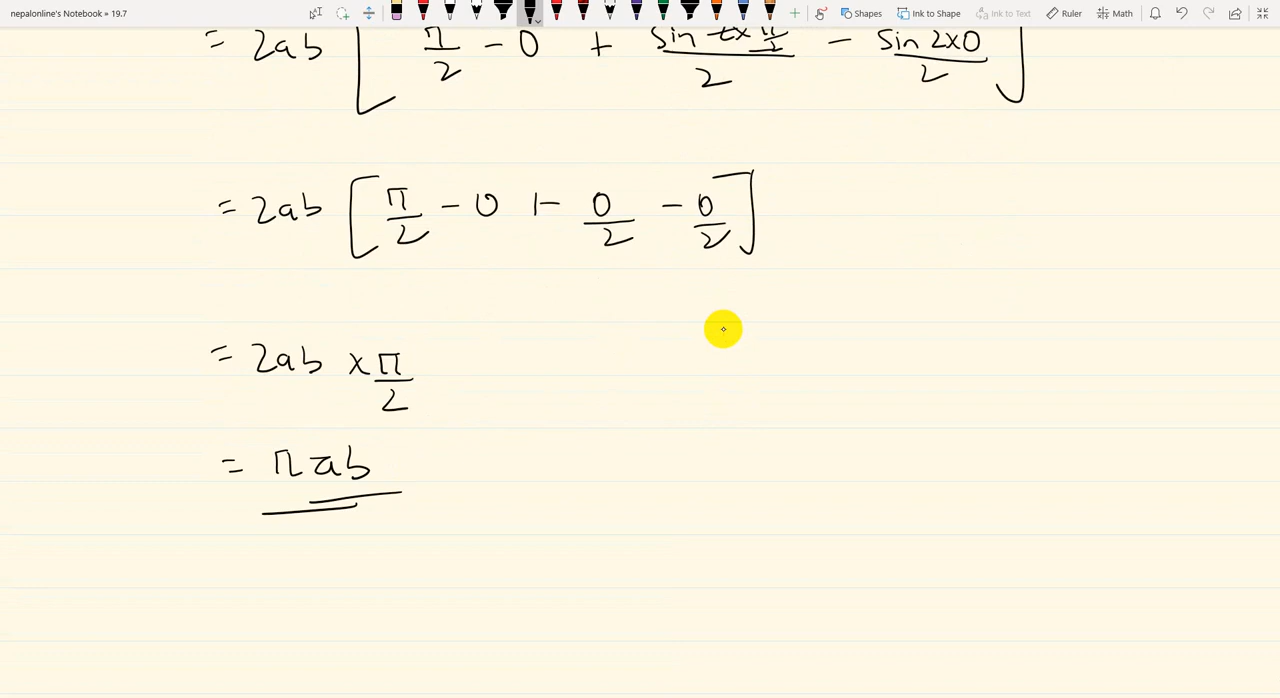 nepalonline's Notebook » 19.7 Shapes Ink to Shape Ink to Text Ruler Math
= 2ab [ π/2 - 0 + sin 2×π/2 / 2 - sin 2×0 / 2 ]
= 2ab [ π/2 - 0 + 0/2 - 0/2 ]
= 2ab × π/2
= π ab